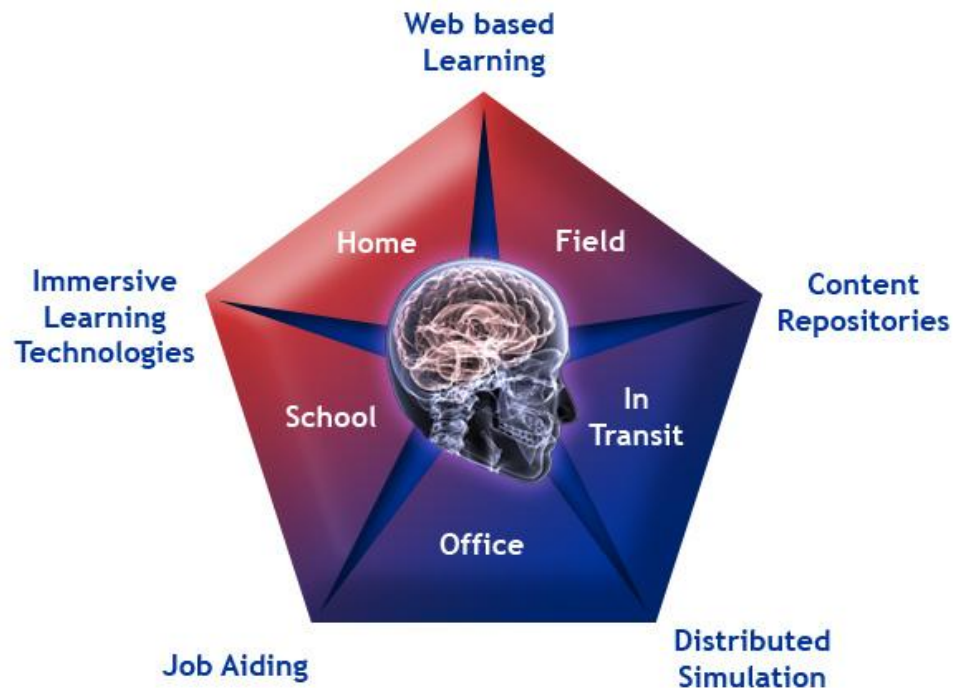 Web based
Learning
Home
Field
Immersive
Learning
Technologies
Content
Repositories
School
In
Transit
Office
Job Aiding
Distributed
Simulation